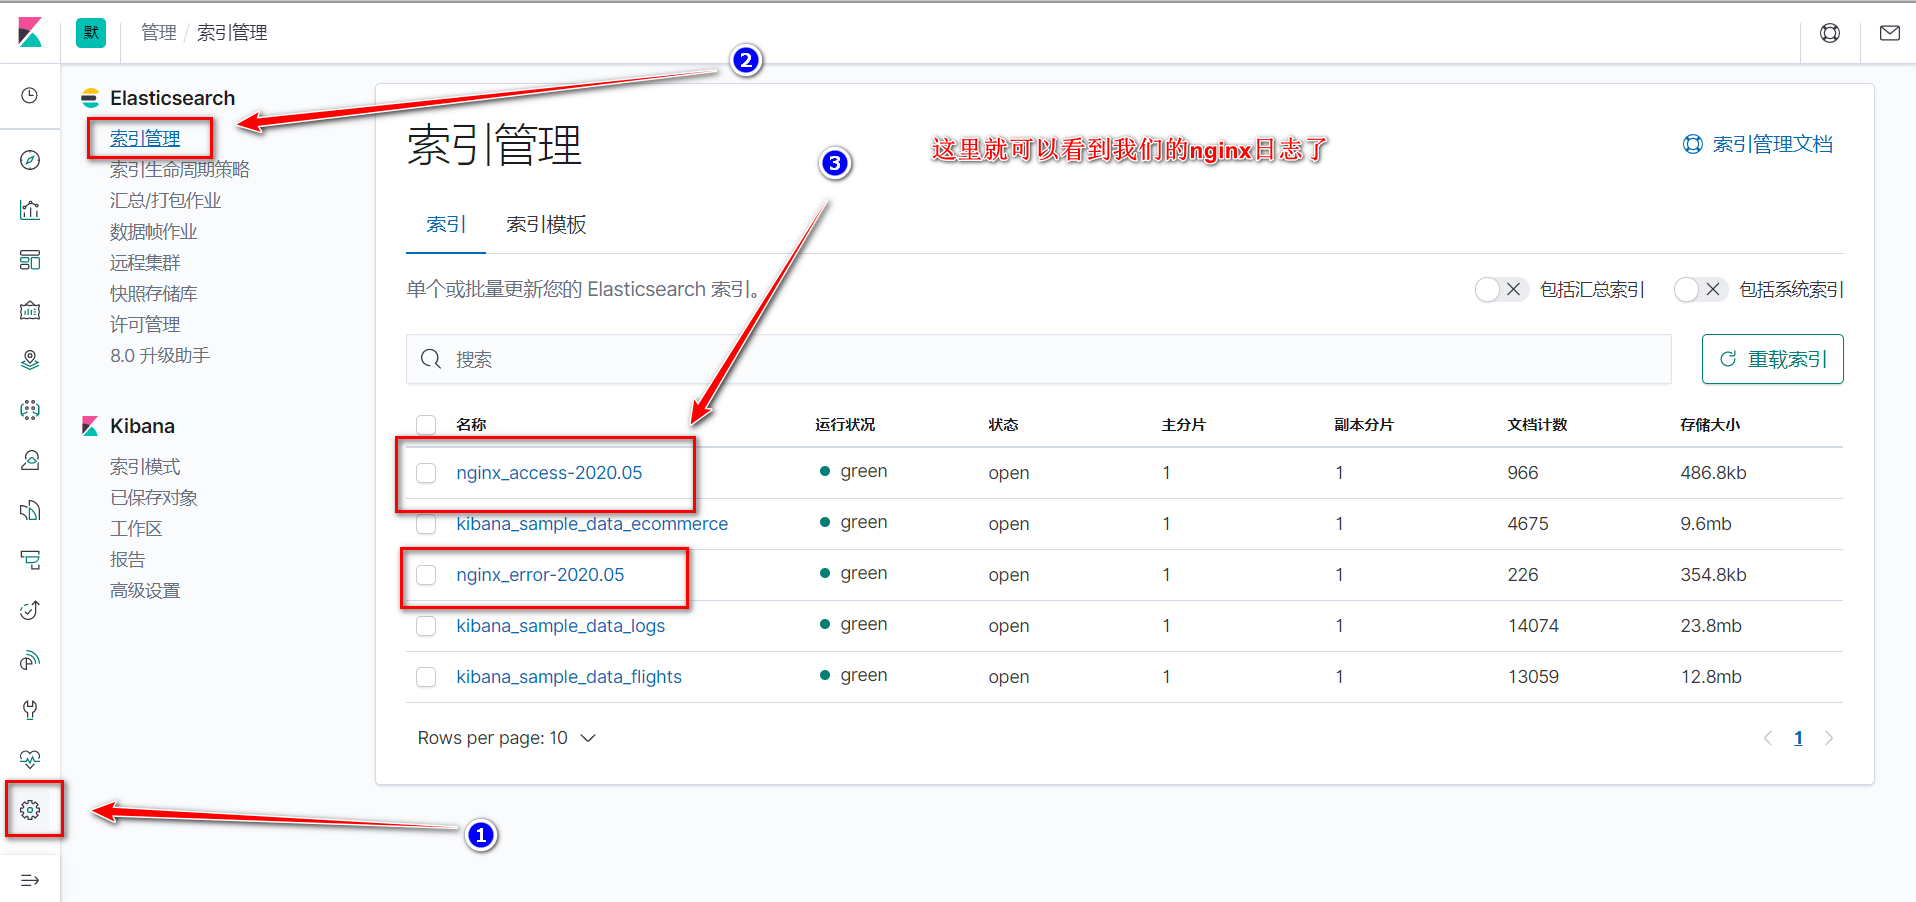 默 管理 / 索引管理
2
Elasticsearch
索引管理
索引生命周期策略
汇总/打包作业
数据帧作业
远程集群
快照存储库
许可管理
8.0 升级助手
Kibana
索引模式
已保存对象
工作区
报告
高级设置
1
索引管理
3
这里就可以看到我们的nginx日志了
索引管理文档
索引 索引模板
单个或批量更新您的 Elasticsearch 索引。 包括汇总索引 包括系统索引
搜索 重载索引
名称 运行状况 状态 主分片 副本分片 文档计数 存储大小
nginx_access-2020.05 green open 1 1 966 486.8kb
kibana_sample_data_ecommerce green open 1 1 4675 9.6mb
nginx_error-2020.05 green open 1 1 226 354.8kb
kibana_sample_data_logs green open 1 1 14074 23.8mb
kibana_sample_data_flights green open 1 1 13059 12.8mb
Rows per page: 10 1